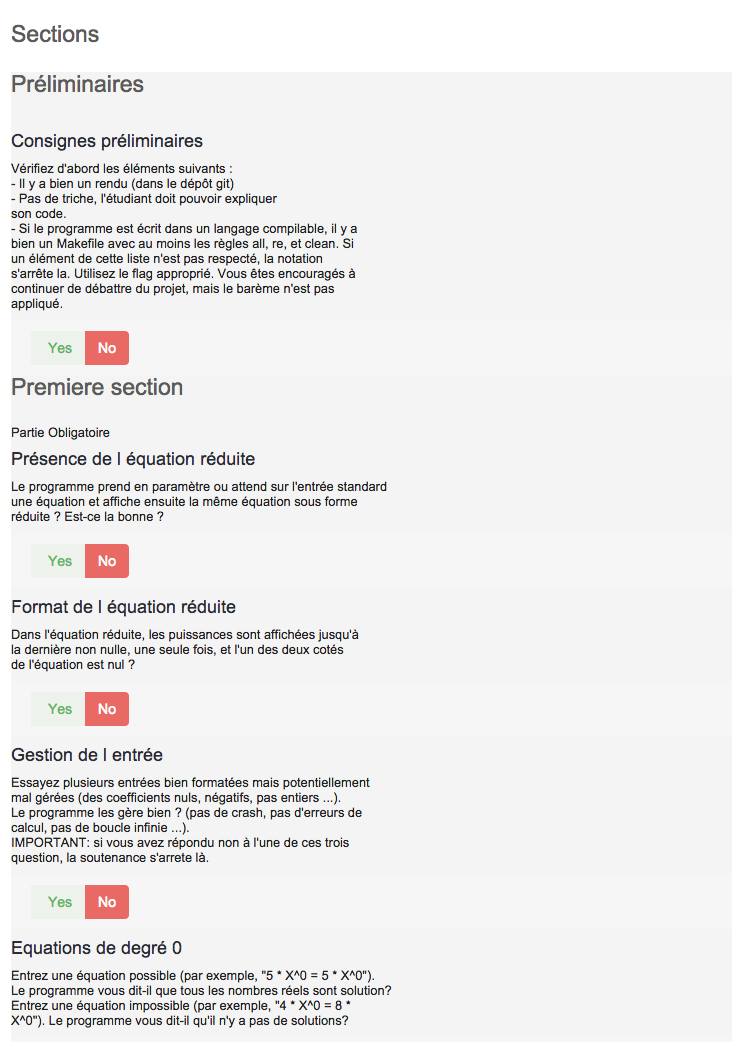 Sections
Préliminaires
Consignes préliminaires
Vérifiez d'abord les éléments suivants :
- Il y a bien un rendu (dans le dépôt git)
- Pas de triche, l'étudiant doit pouvoir expliquer
son code.
- Si le programme est écrit dans un langage compilable, il y a
bien un Makefile avec au moins les règles all, re, et clean. Si
un élément de cette liste n'est pas respecté, la notation
s'arrête la. Utilisez le flag approprié. Vous êtes encouragés à
continuer de débattre du projet, mais le barème n'est pas
appliqué.
Yes No
Premiere section
Partie Obligatoire
Présence de l équation réduite
Le programme prend en paramètre ou attend sur l'entrée standard
une équation et affiche ensuite la même équation sous forme
réduite ? Est-ce la bonne ?
Yes No
Format de l équation réduite
Dans l'équation réduite, les puissances sont affichées jusqu'à
la dernière non nulle, une seule fois, et l'un des deux cotés
de l'équation est nul ?
Yes No
Gestion de l entrée
Essayez plusieurs entrées bien formatées mais potentiellement
mal gérées (des coefficients nuls, négatifs, pas entiers ...).
Le programme les gère bien ? (pas de crash, pas d'erreurs de
calcul, pas de boucle infinie ...).
IMPORTANT: si vous avez répondu non à l'une de ces trois
question, la soutenance s'arrete là.
Yes No
Equations de degré 0
Entrez une équation possible (par exemple, "5 * X^0 = 5 * X^0").
Le programme vous dit-il que tous les nombres réels sont solution?
Entrez une équation impossible (par exemple, "4 * X^0 = 8 *
X^0"). Le programme vous dit-il qu'il n'y a pas de solutions?